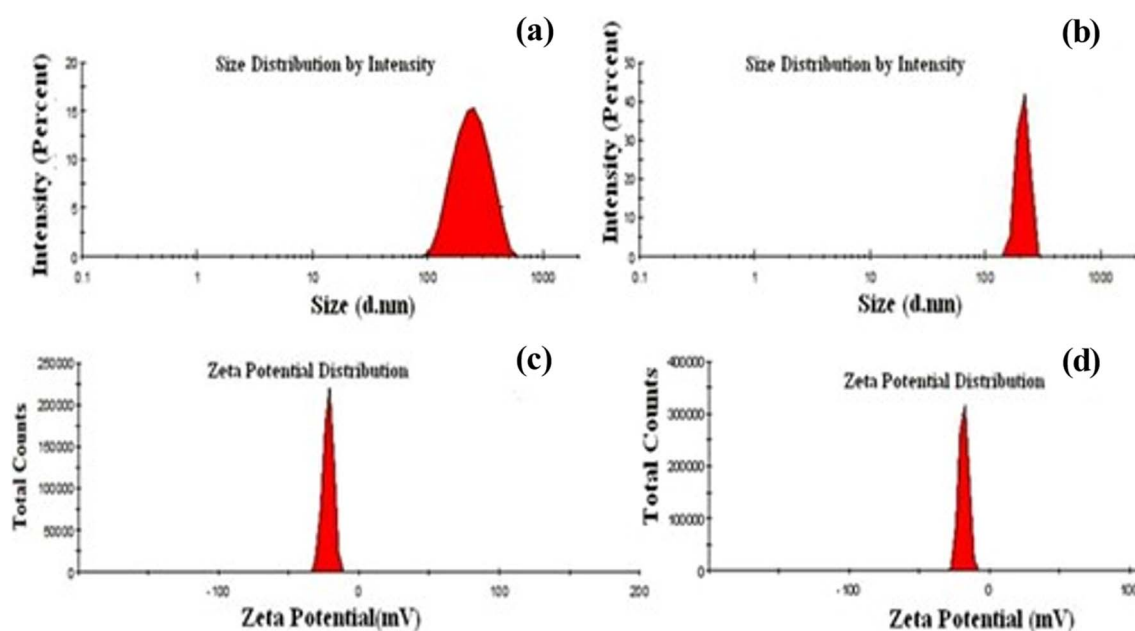 (a)
Size Distribution by Intensity
Intensity (Percent)
20
15
10
5
0
0.1 1 10 100 1000
Size (d.nm)
(b)
Size Distribution by Intensity
Intensity (Percent)
50
40
30
20
10
0
0.1 1 10 100 1000
Size (d.nm)
(c)
Zeta Potential Distribution
Total Counts
250000
200000
150000
100000
50000
0
-100 0 100 200
Zeta Potential(mV)
(d)
Zeta Potential Distribution
Total Counts
400000
300000
200000
100000
0
-100 0 100
Zeta Potential (mV)